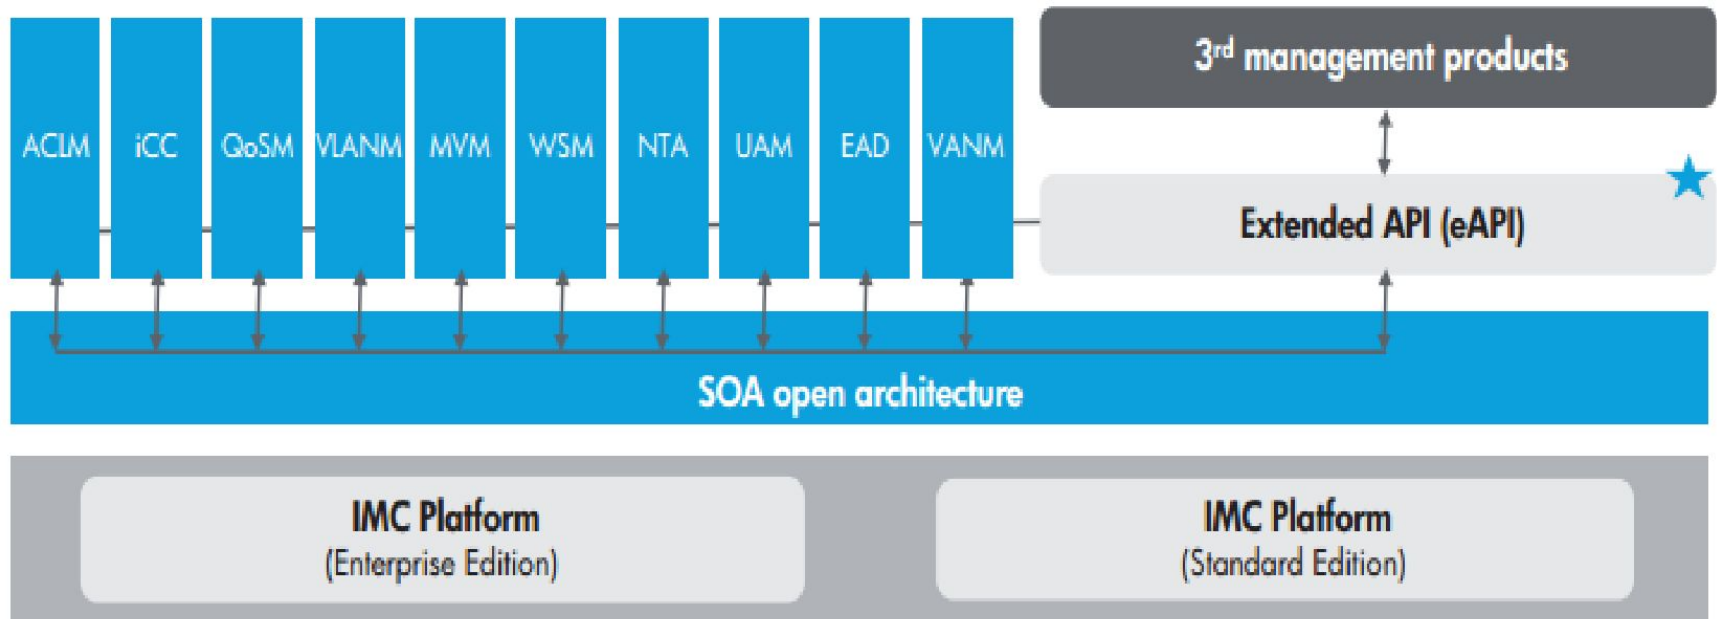 ACLM
iCC
QoSM
VLANM
MVM
WSM
NTA
UAM
EAD
VANM
3rd management products
Extended API (eAPI)
SOA open architecture
IMC Platform
(Enterprise Edition)
IMC Platform
(Standard Edition)